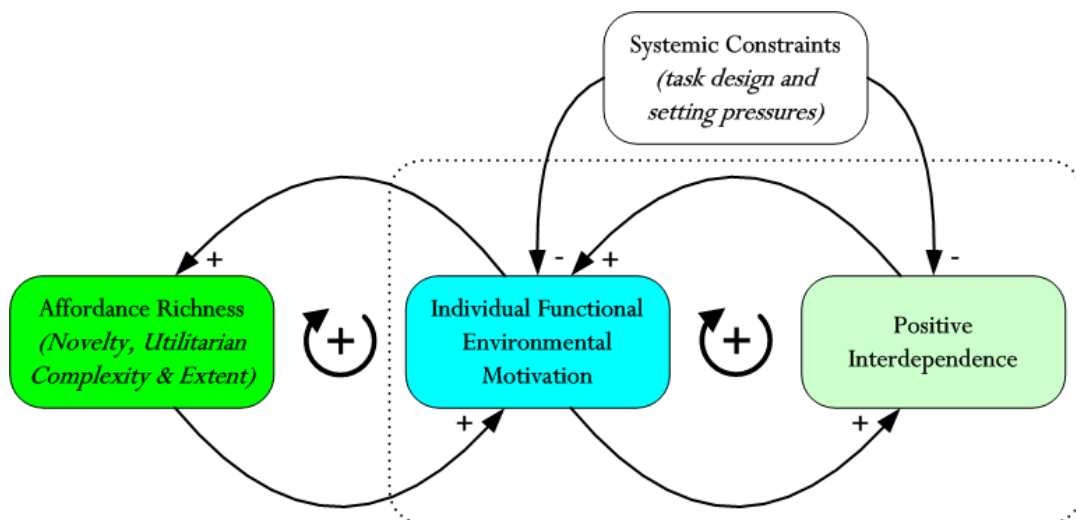 Systemic Constraints
(task design and
setting pressures)
+
-
+
-
Affordance Richness
(Novelty, Utilitarian
Complexity & Extent)
+
Individual Functional
Environmental
Motivation
+
Positive
Interdependence
+
+